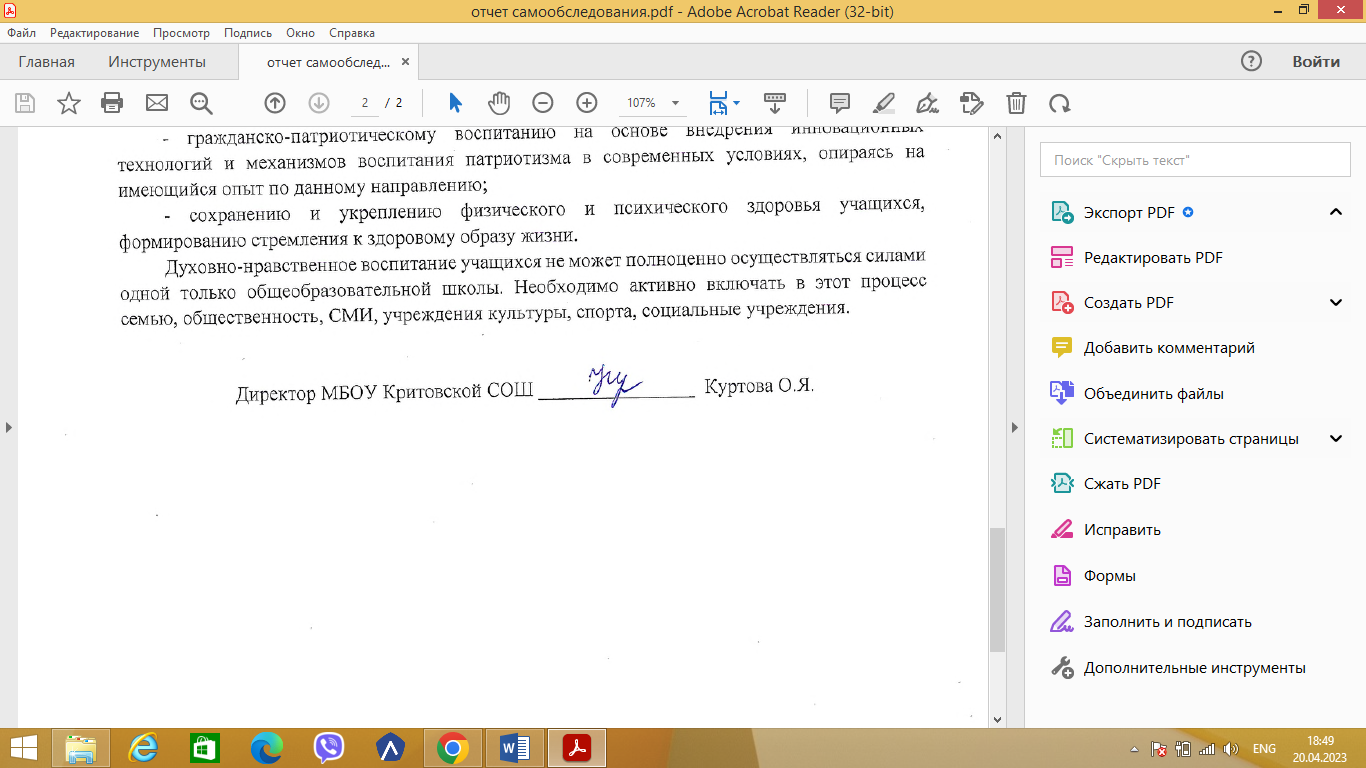 отчет самообследования.pdf - Adobe Acrobat Reader (32-bit)
Файл Редактирование Просмотр Подпись Окно Справка
Главная Инструменты отчет самообслед... × Войти
2 / 2 107%
- гражданско-патриотическому воспитанию на основе внедрения инновационных
технологий и механизмов воспитания патриотизма в современных условиях, опираясь на
имеющийся опыт по данному направлению;
- сохранению и укреплению физического и психического здоровья учащихся,
формированию стремления к здоровому образу жизни.
Духовно-нравственное воспитание учащихся не может полноценно осуществляться силами
одной только общеобразовательной школы. Необходимо активно включать в этот процесс
семью, общественность, СМИ, учреждения культуры, спорта, социальные учреждения.
Директор МБОУ Критовской СОШ Куртова О.Я.
Поиск "Скрыть текст"
Экспорт PDF
Редактировать PDF
Создать PDF
Добавить комментарий
Объединить файлы
Систематизировать страницы
Сжать PDF
Исправить
Формы
Заполнить и подписать
Дополнительные инструменты
ENG
18:49
20.04.2023